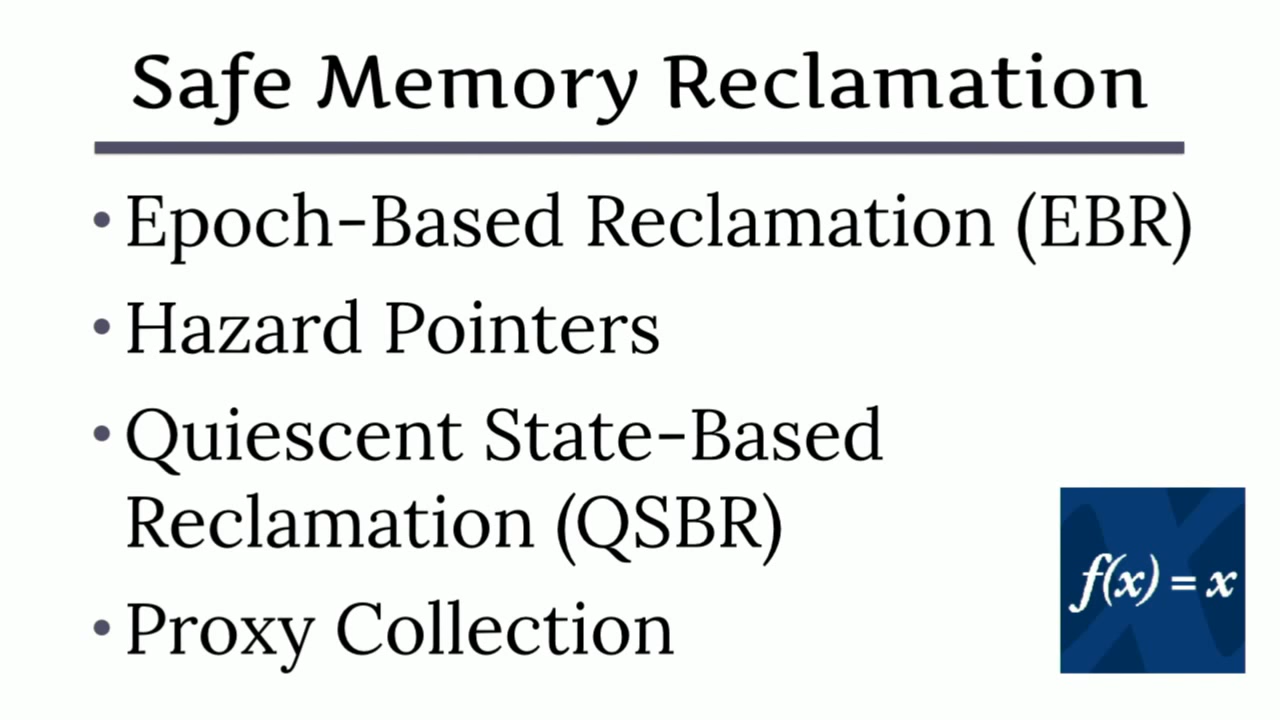 Safe Memory Reclamation
• Epoch-Based Reclamation (EBR)
• Hazard Pointers
• Quiescent State-Based
Reclamation (QSBR)
• Proxy Collection
f(x) = x